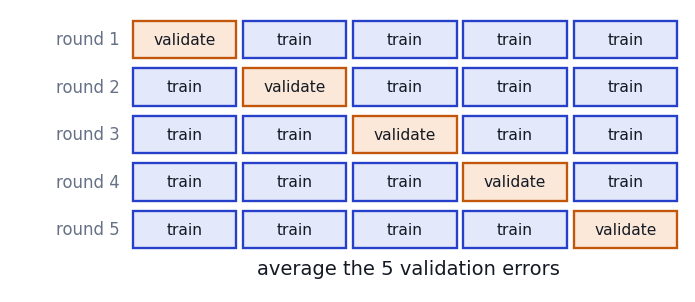 round 1 validate train train train train
round 2 train validate train train train
round 3 train train validate train train
round 4 train train train validate train
round 5 train train train train validate
average the 5 validation errors